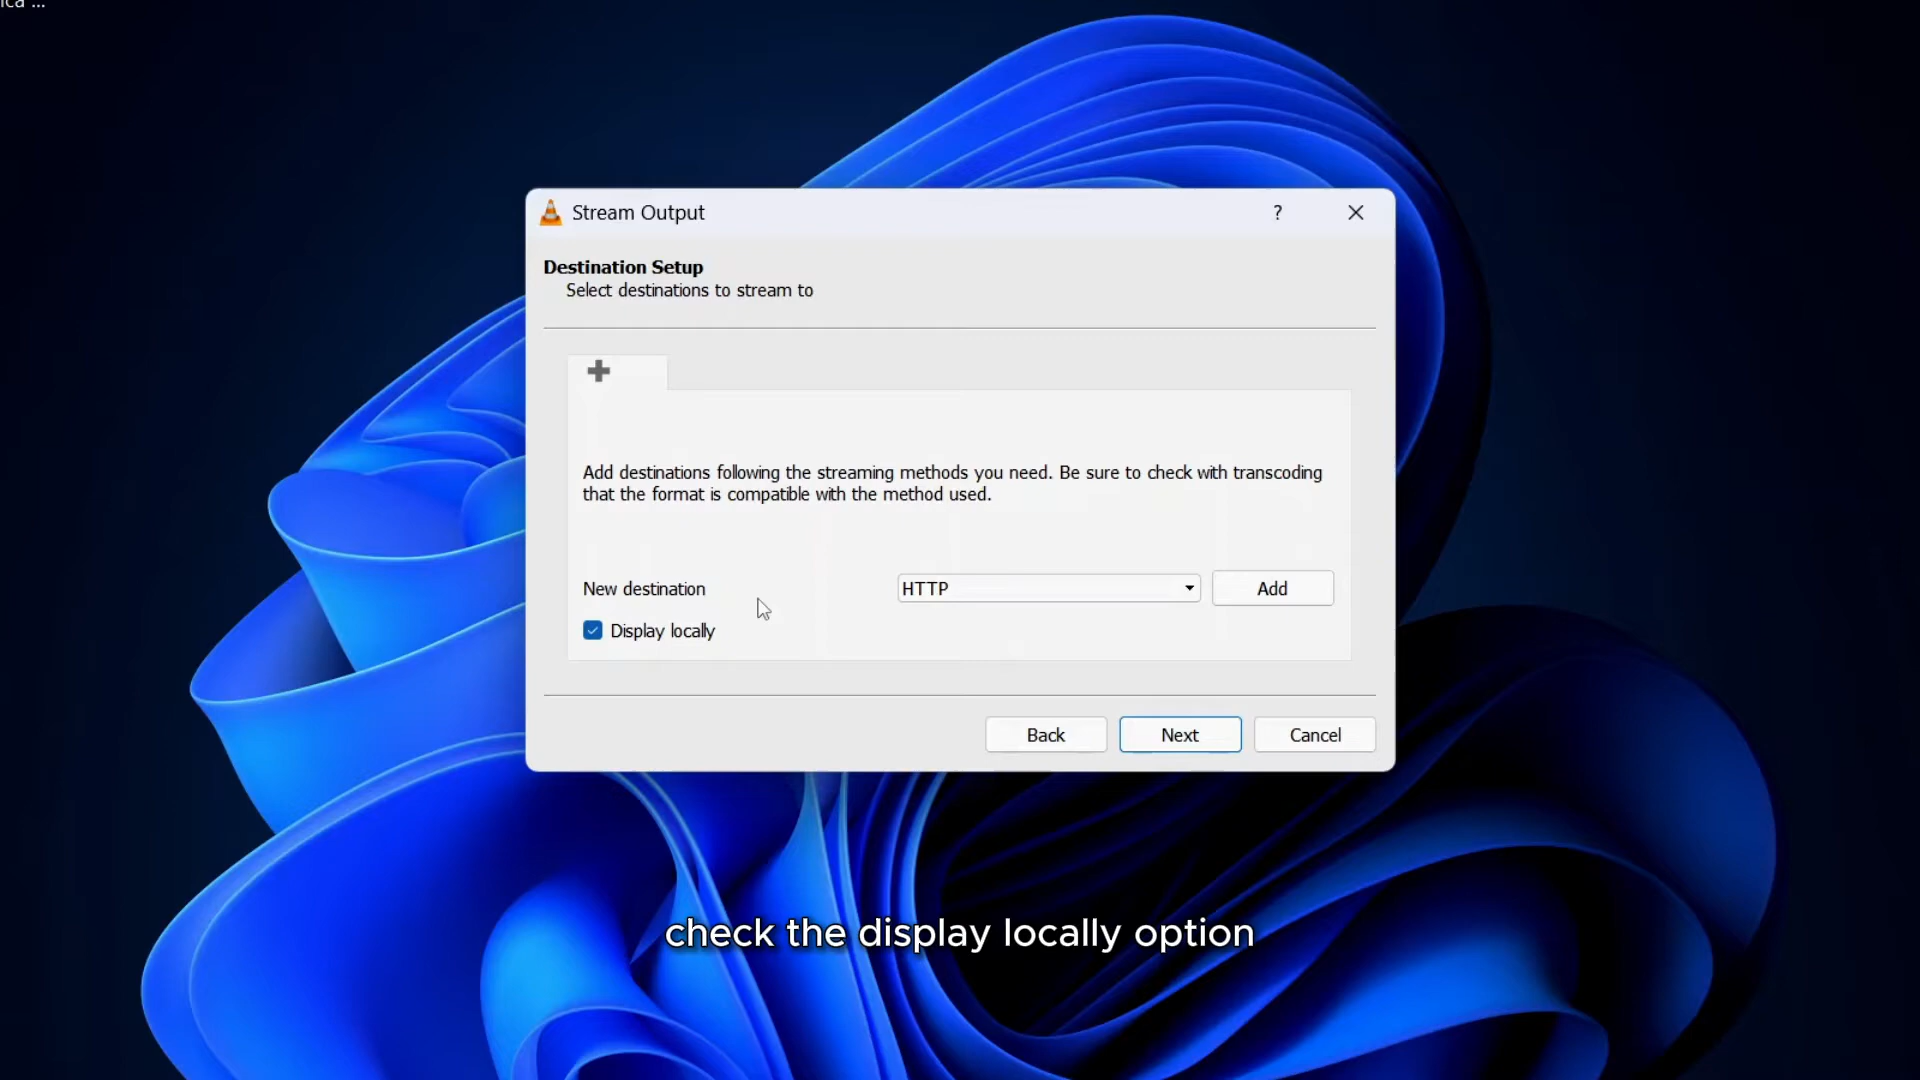 Stream Output
?
Destination Setup
Select destinations to stream to
Add destinations following the streaming methods you need. Be sure to check with transcoding
that the format is compatible with the method used.
New destination
HTTP
Add
Display locally
Back
Next
Cancel
check the display locally option